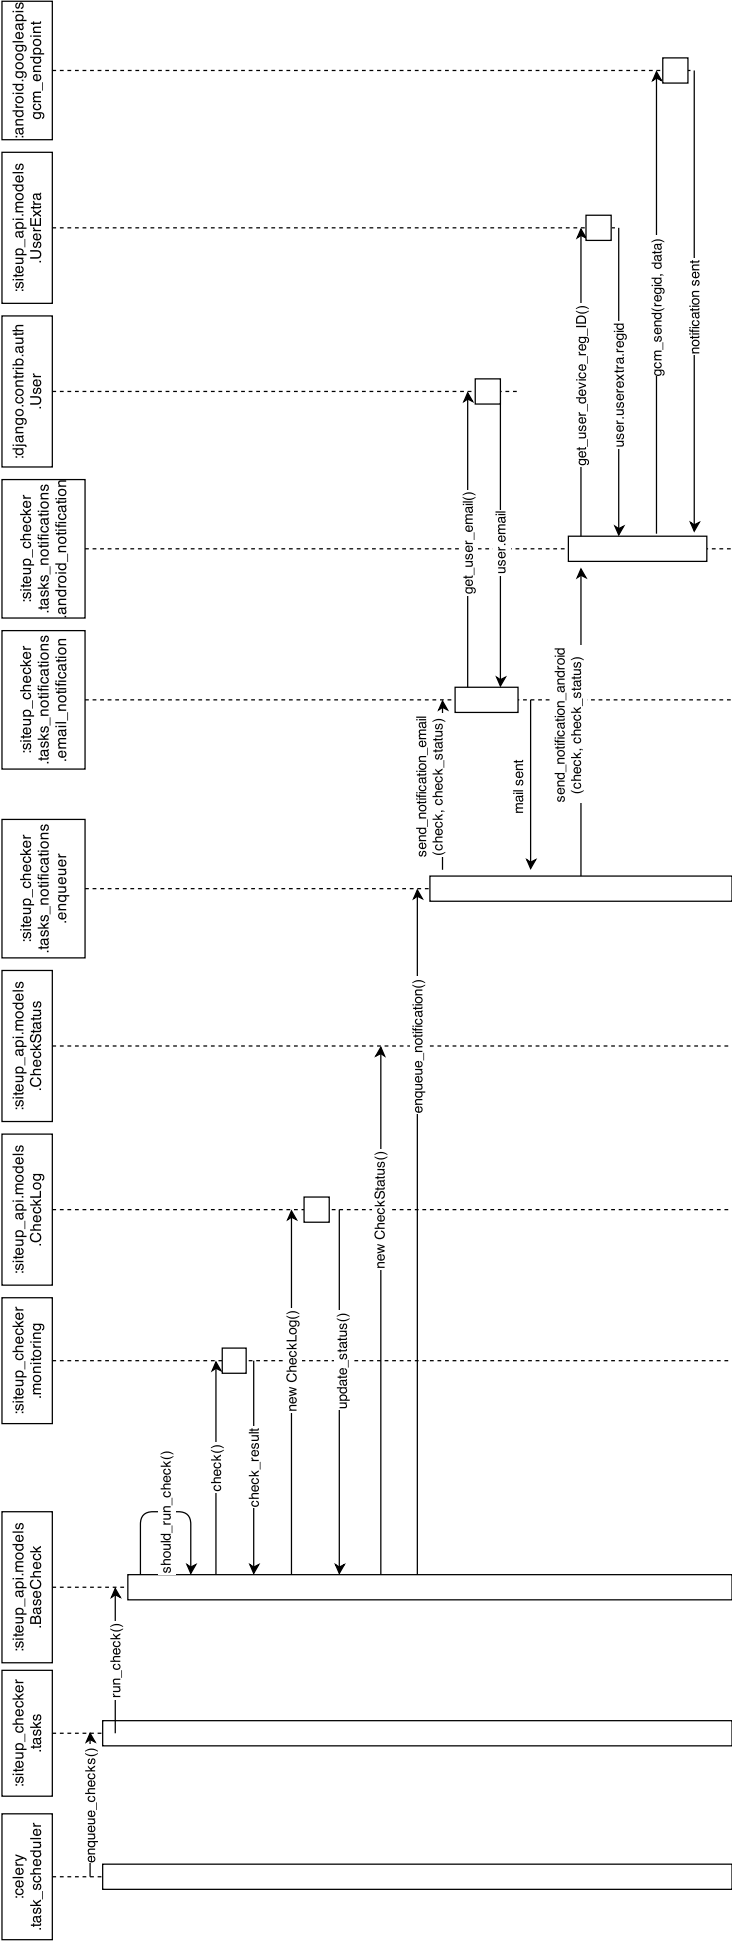 :celery
.task_scheduler
:siteup_checker
.tasks
:siteup_api.models
.BaseCheck
:siteup_checker
.monitoring
:siteup_api.models
.CheckLog
:siteup_api.models
.CheckStatus
:siteup_checker
.tasks_notifications
.enqueuer
:siteup_checker
.tasks_notifications
.email_notification
:siteup_checker
.tasks_notifications
.android_notification
:django.contrib.auth
.User
:siteup_api.models
.UserExtra
:android.googleapis
gcm_endpoint
enqueue_checks()
run_check()
should_run_check()
check()
check_result
new CheckLog()
update_status()
new CheckStatus()
enqueue_notification()
send_notification_email
(check, check_status)
get_user_email()
user.email
mail sent
send_notification_android
(check, check_status)
get_user_device_reg_ID()
user.userextra.regid
gcm_send(regid, data)
notification sent